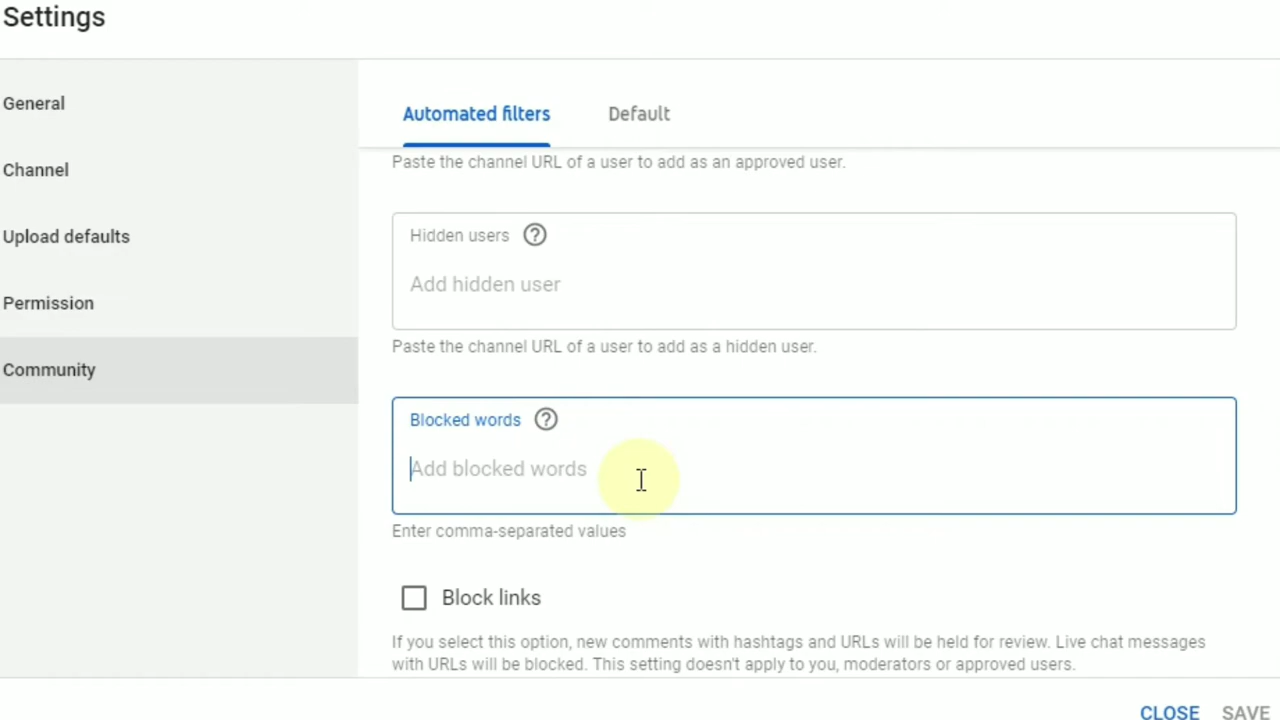 Settings
General
Channel
Upload defaults
Permission
Community
Automated filters
Default
Paste the channel URL of a user to add as an approved user.
Hidden users ?
Add hidden user
Paste the channel URL of a user to add as a hidden user.
Blocked words ?
Add blocked words
Enter comma-separated values
Block links
If you select this option, new comments with hashtags and URLs will be held for review. Live chat messages
with URLs will be blocked. This setting doesn't apply to you, moderators or approved users.
CLOSE
SAVE